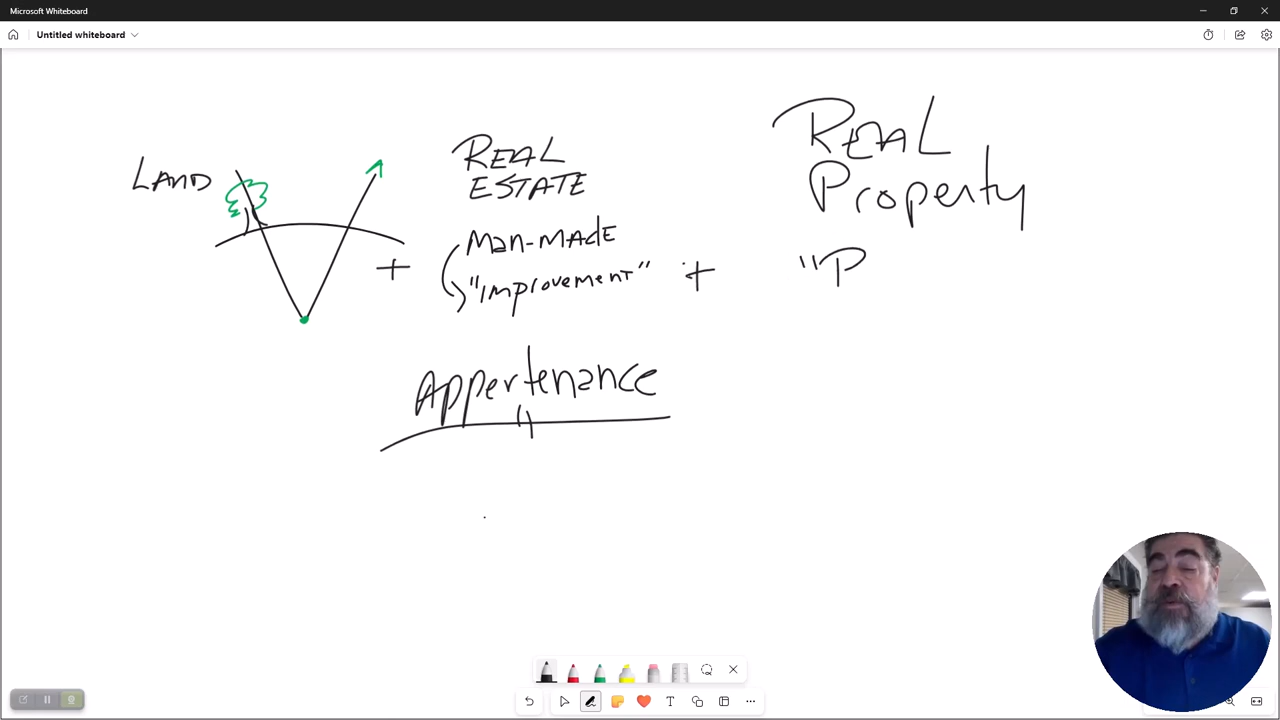 Microsoft Whiteboard
Untitled whiteboard
LAND
REAL
ESTATE
MAN-MADE
"IMPROVEMENT"
+
+
REAL
Property
"P
Appertenance
T